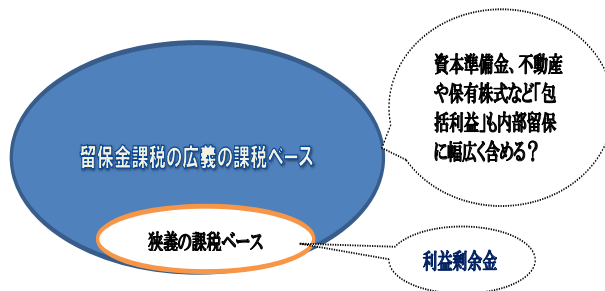 資本準備金、不動産
や保有株式など「包
括利益」も内部留保
に幅広く含める？
留保金課税の広義の課税ベース
狭義の課税ベース
利益剰余金